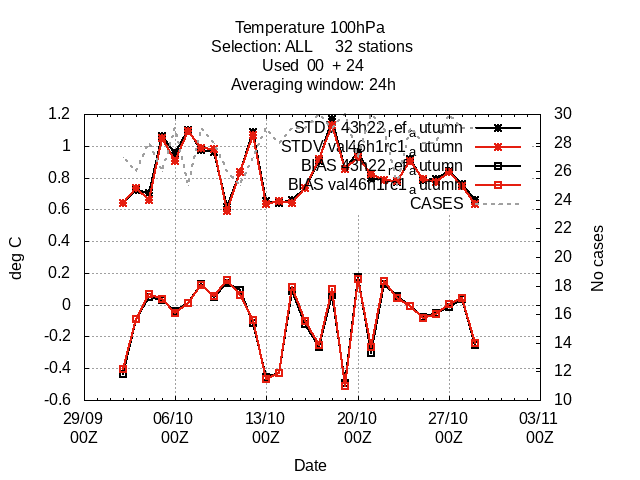 Temperature 100hPa
Selection: ALL 32 stations
Used 00 + 24
Averaging window: 24h
STDV 43h22_ref_autumn
STDV val46h1rc1_autumn
BIAS 43h22_ref_autumn
BIAS val46h1rc1_autumn
CASES
deg C
1.2
1
0.8
0.6
0.4
0.2
0
-0.2
-0.4
-0.6
30
28
26
24
22
20
18
16
14
12
10
No cases
29/09 06/10 13/10 20/10 27/10 03/11
00Z 00Z 00Z 00Z 00Z 00Z
Date